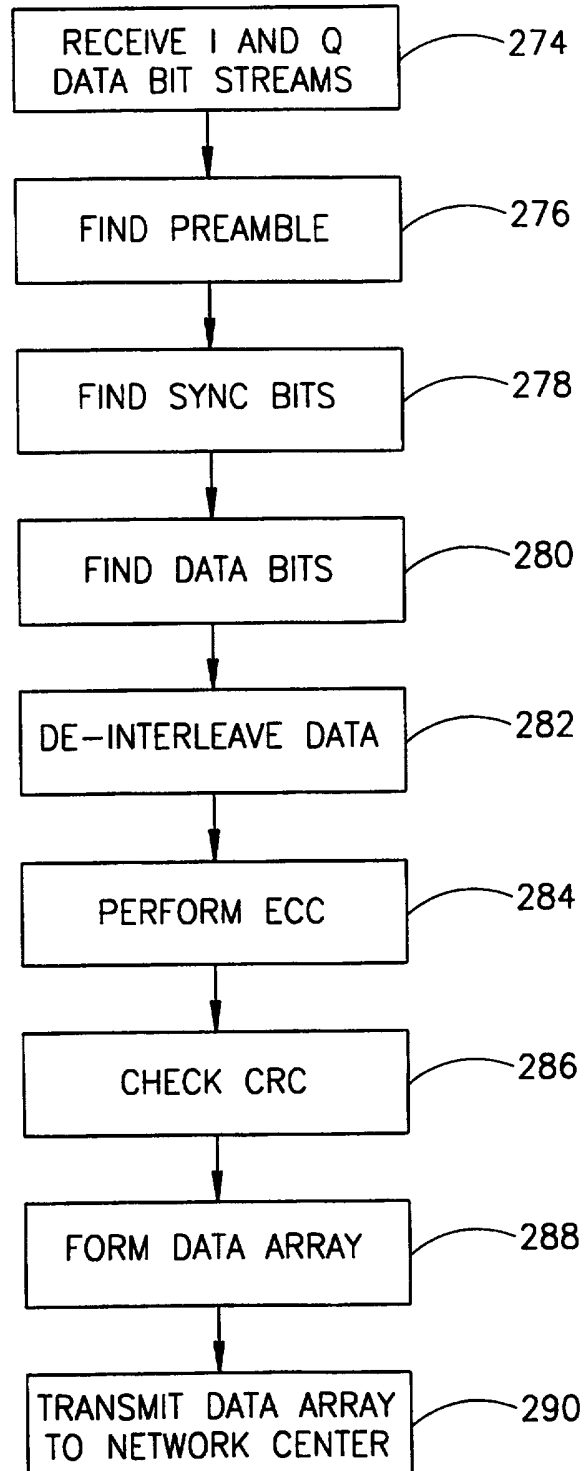 RECEIVE I AND Q
DATA BIT STREAMS
274
FIND PREAMBLE
276
FIND SYNC BITS
278
FIND DATA BITS
280
DE-INTERLEAVE DATA
282
PERFORM ECC
284
CHECK CRC
286
FORM DATA ARRAY
288
TRANSMIT DATA ARRAY
TO NETWORK CENTER
290